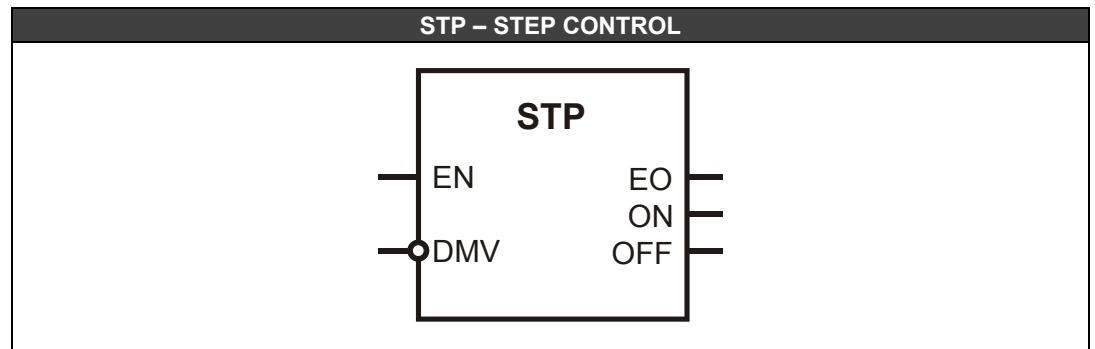 STP – STEP CONTROL
STP
EN EO
ON
DMV OFF